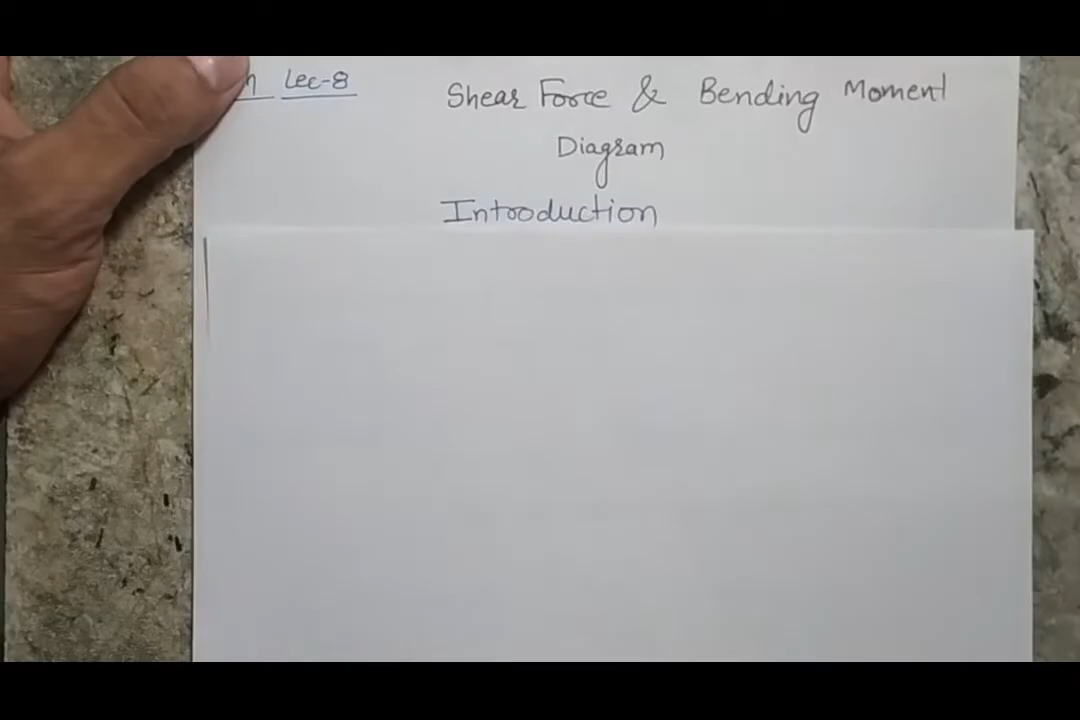 Lec-8
Shear Force & Bending Moment
Diagram
Introduction